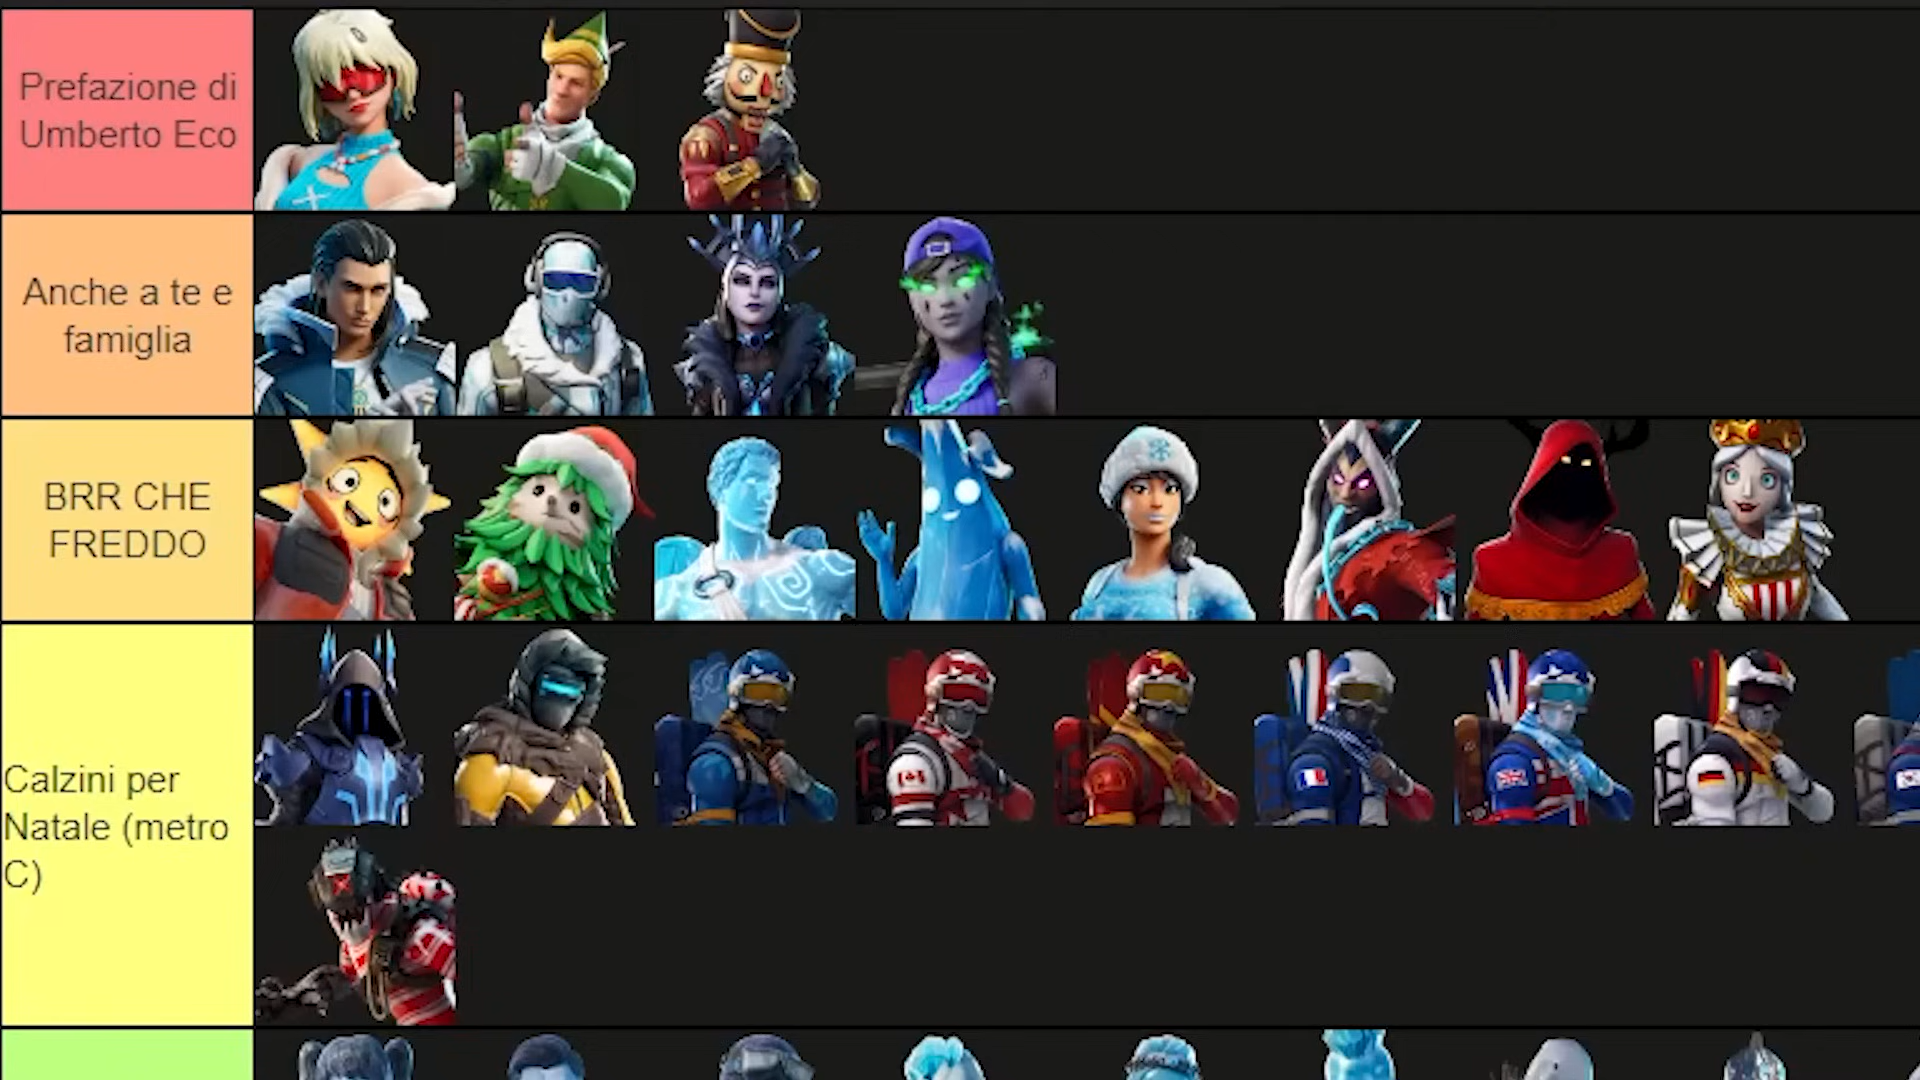 Prefazione di
Umberto Eco
Anche a te e
famiglia
BRR CHE
FREDDO
Calzini per
Natale (metro
C)